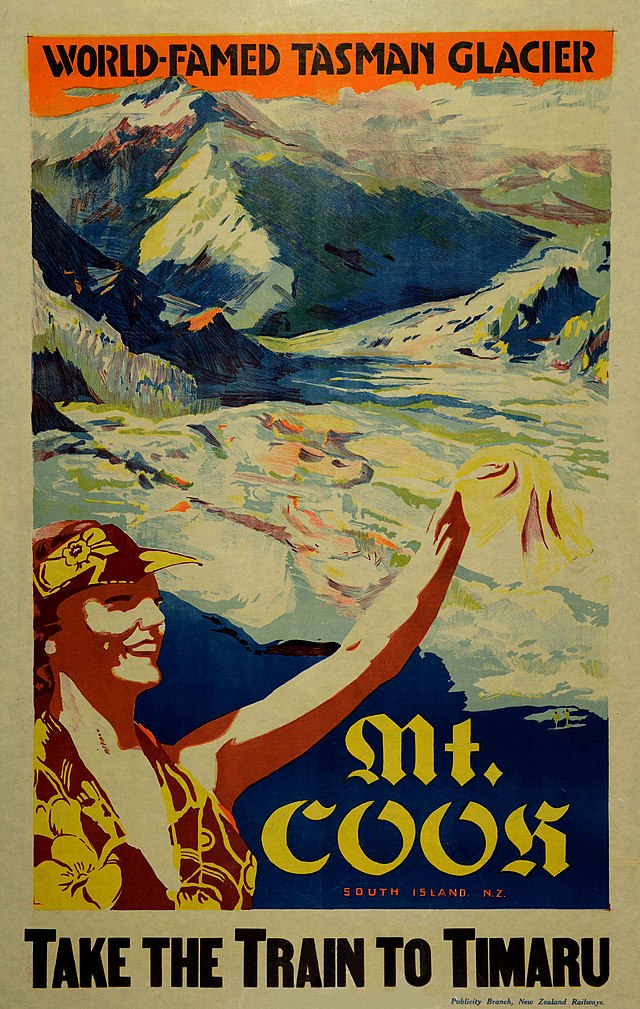 WORLD-FAMED TASMAN GLACIER
Mt.
COOK
SOUTH ISLAND. N.Z.
TAKE THE TRAIN TO TIMARU
Publicity Branch, New Zealand Railways.